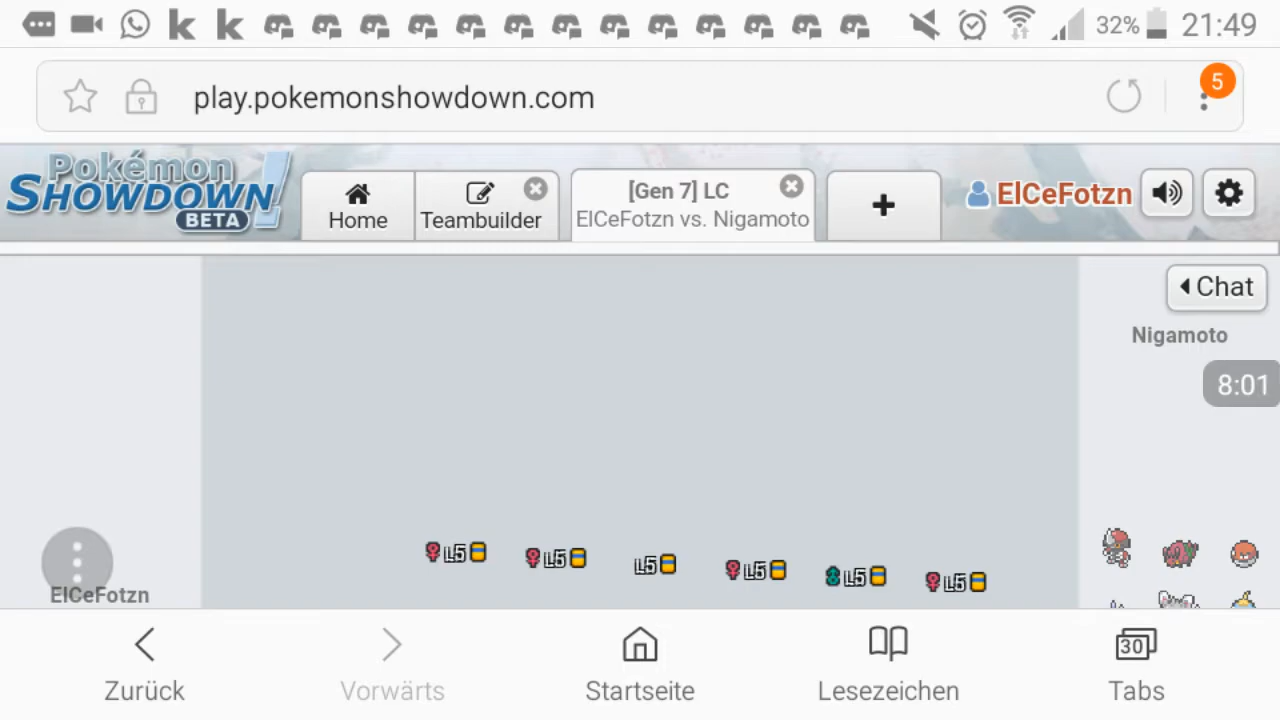 32% 21:49
play.pokemonshowdown.com
5
Pokémon
SHOWDOWN!
BETA
Home
Teambuilder
[Gen 7] LC
ElCeFotzn vs. Nigamoto
ElCeFotzn
Chat
Nigamoto
8:01
L5 L5 L5 L5 L5 L5
ElCeFotzn
30
Zurück Vorwärts Startseite Lesezeichen Tabs